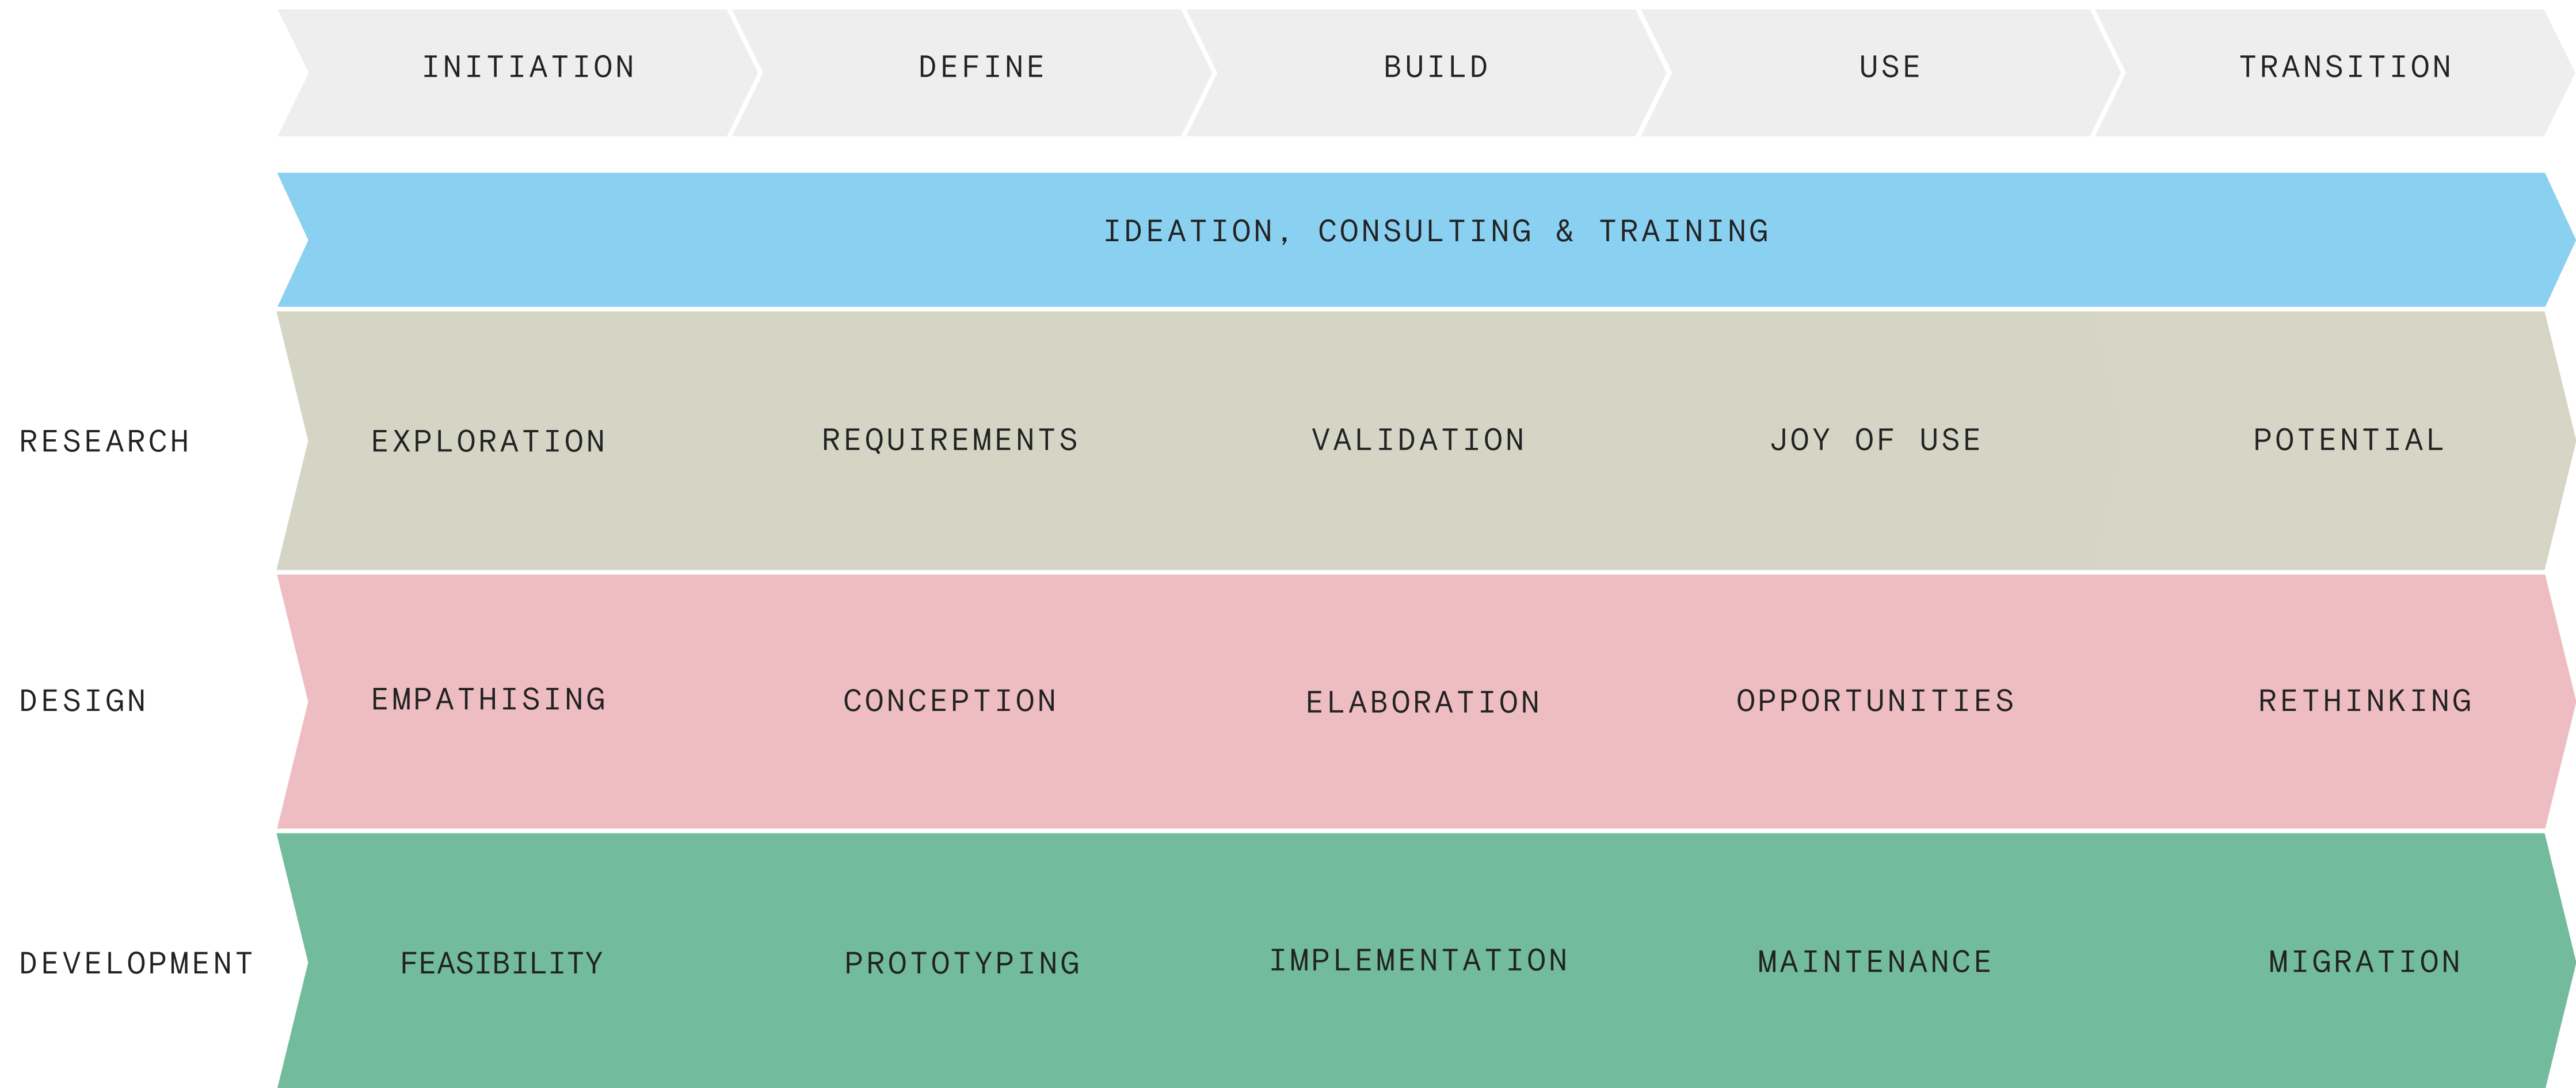 INITIATION DEFINE BUILD USE TRANSITION
IDEATION, CONSULTING & TRAINING
RESEARCH EXPLORATION REQUIREMENTS VALIDATION JOY OF USE POTENTIAL
DESIGN EMPATHISING CONCEPTION ELABORATION OPPORTUNITIES RETHINKING
DEVELOPMENT FEASIBILITY PROTOTYPING IMPLEMENTATION MAINTENANCE MIGRATION